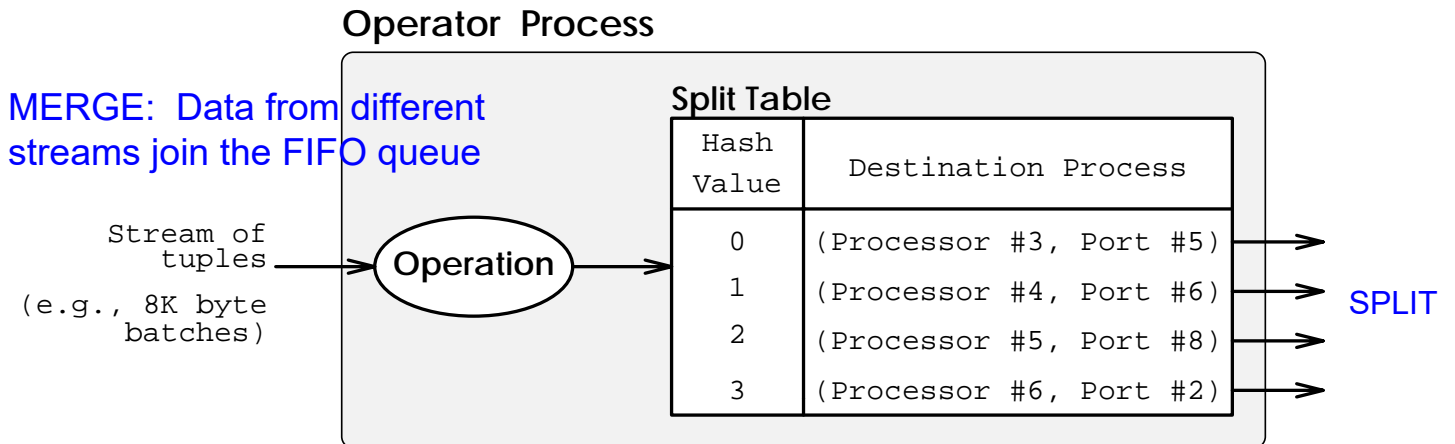 Operator Process
MERGE: Data from different
streams join the FIFO queue
Split Table
Hash
Value
Destination Process
Stream of
tuples
(e.g., 8K byte
batches)
Operation
0 (Processor #3, Port #5)
1 (Processor #4, Port #6)
2 (Processor #5, Port #8)
3 (Processor #6, Port #2)
SPLIT